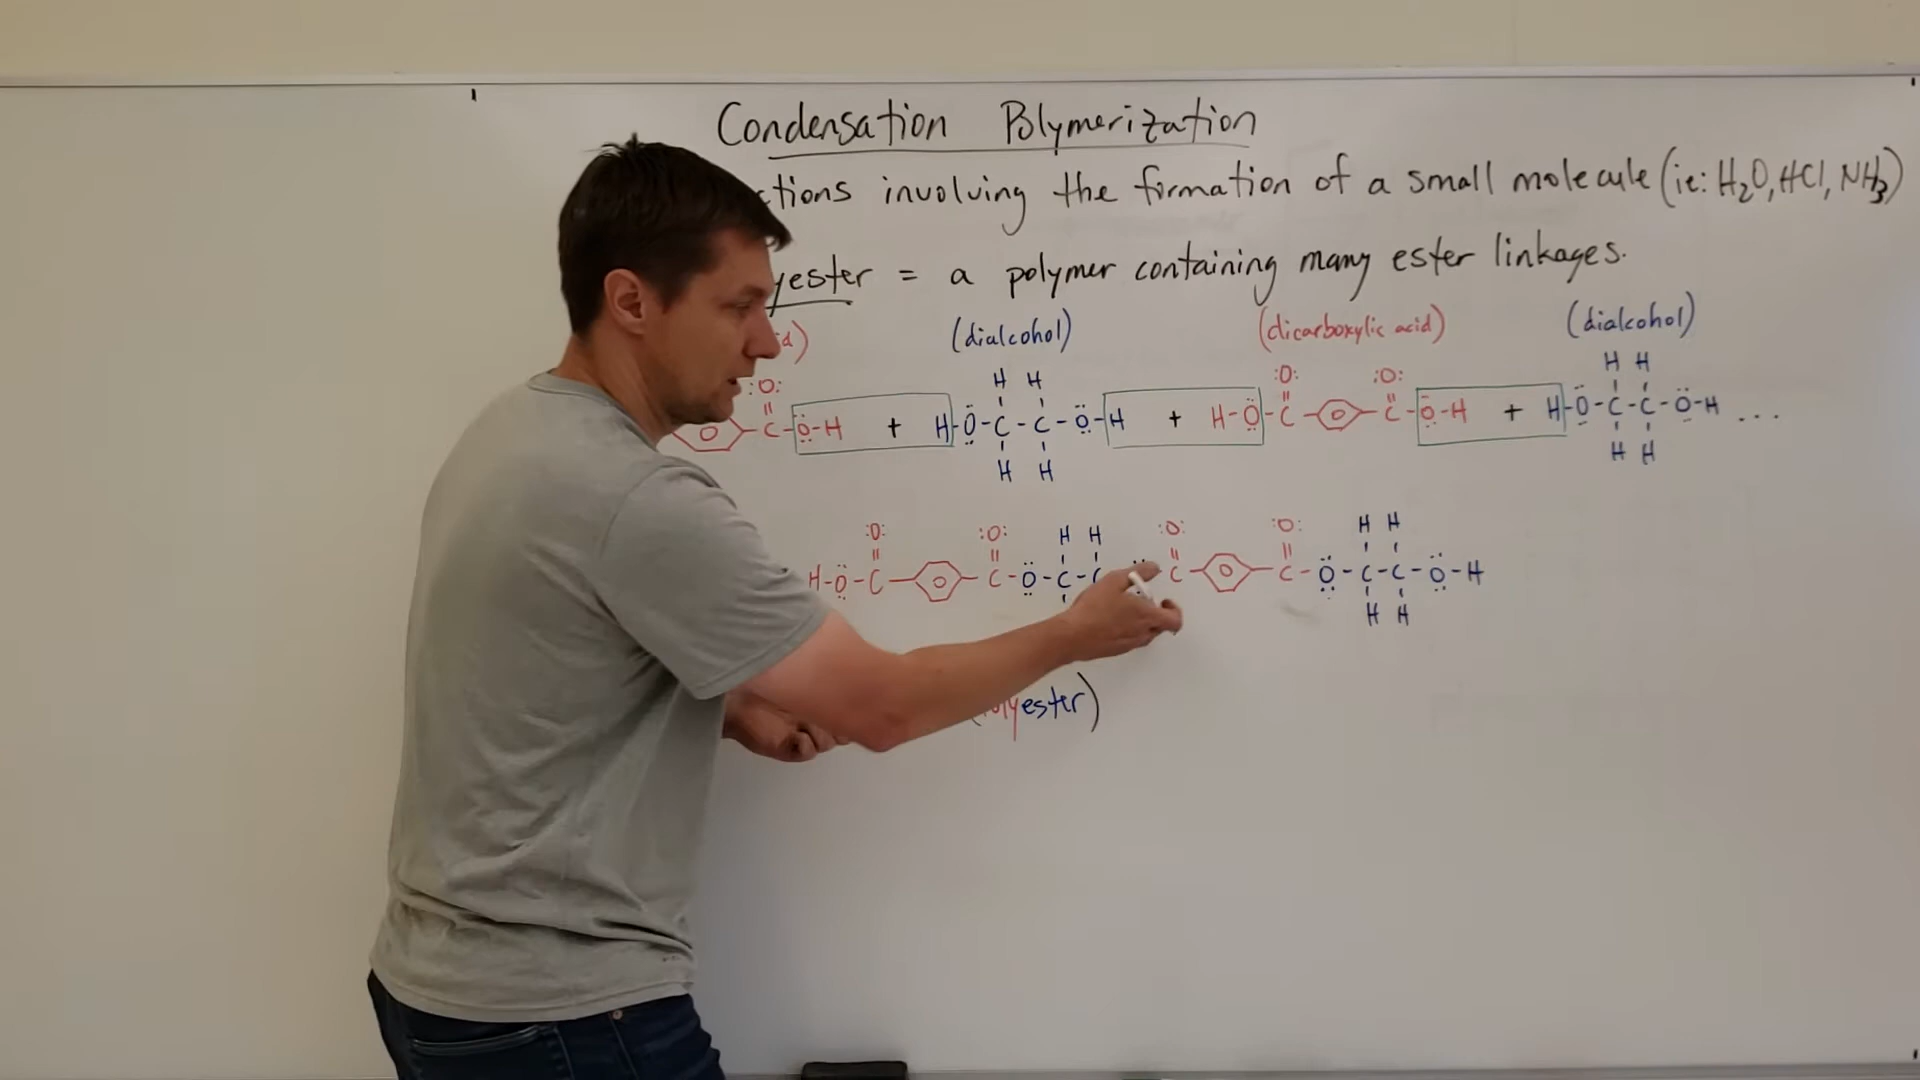 Condensation Polymerization
ctions involving the formation of a small molecule (ie: H₂O, HCl, NH₃)
yester = a polymer containing many ester linkages.
d) (dialcohol) (dicarboxylic acid) (dialcohol)
:O: H H :O: :O: H H
C-O-H + H-O-C-C-O-H + H-O-C C-O-H + H-O-C-C-O-H ...
H H H H
:O: :O: H H :O: :O: H H
H-O-C C-O-C-C C C-O-C-C-O-H
H H
yester)